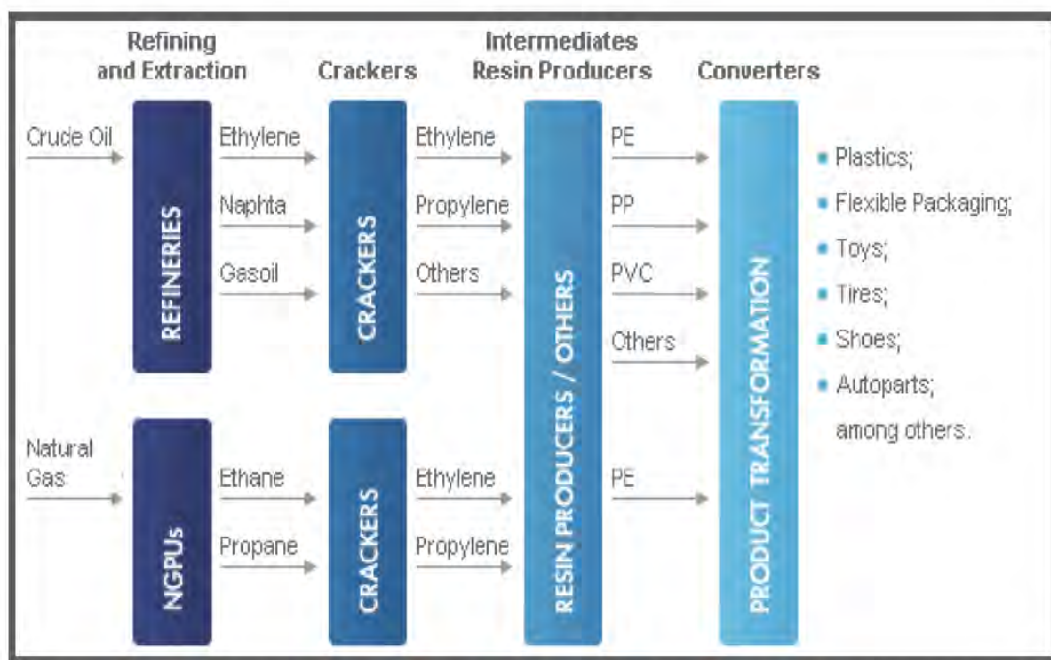 Refining
and Extraction
Crackers
Intermediates
Resin Producers
Converters
Crude Oil
REFINERIES
Ethylene
Naphta
Gasoil
CRACKERS
Ethylene
Propylene
Others
RESIN PRODUCERS / OTHERS
PE
PP
PVC
Others
PRODUCT TRANSFORMATION
Plastics;
Flexible Packaging;
Toys;
Tires;
Shoes;
Autoparts;
among others.
Natural
Gas
NGPUs
Ethane
Propane
CRACKERS
Ethylene
Propylene
PE